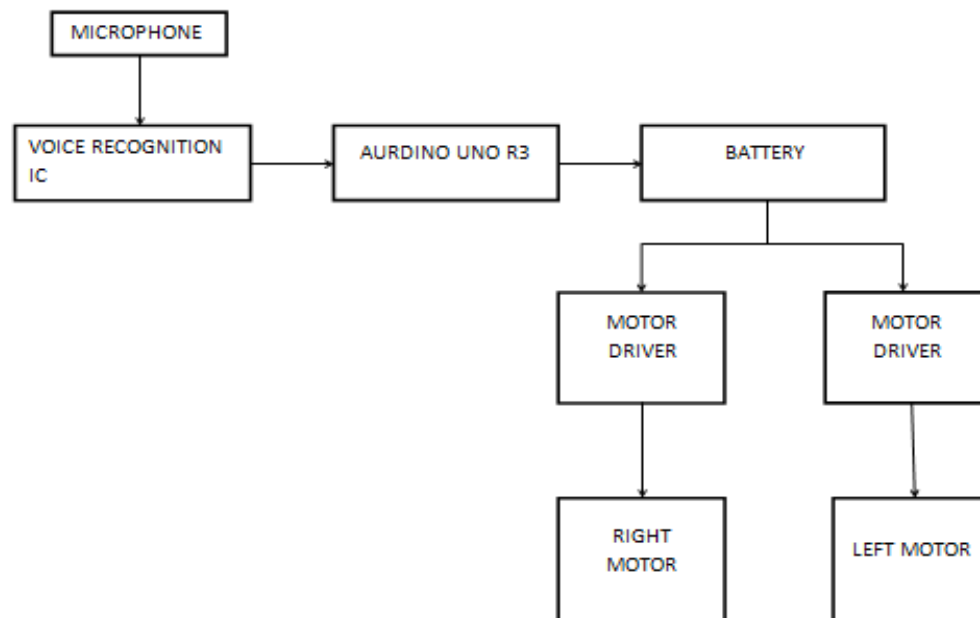 MICROPHONE
VOICE RECOGNITION
IC
AURDINO UNO R3
BATTERY
MOTOR
DRIVER
MOTOR
DRIVER
RIGHT
MOTOR
LEFT MOTOR